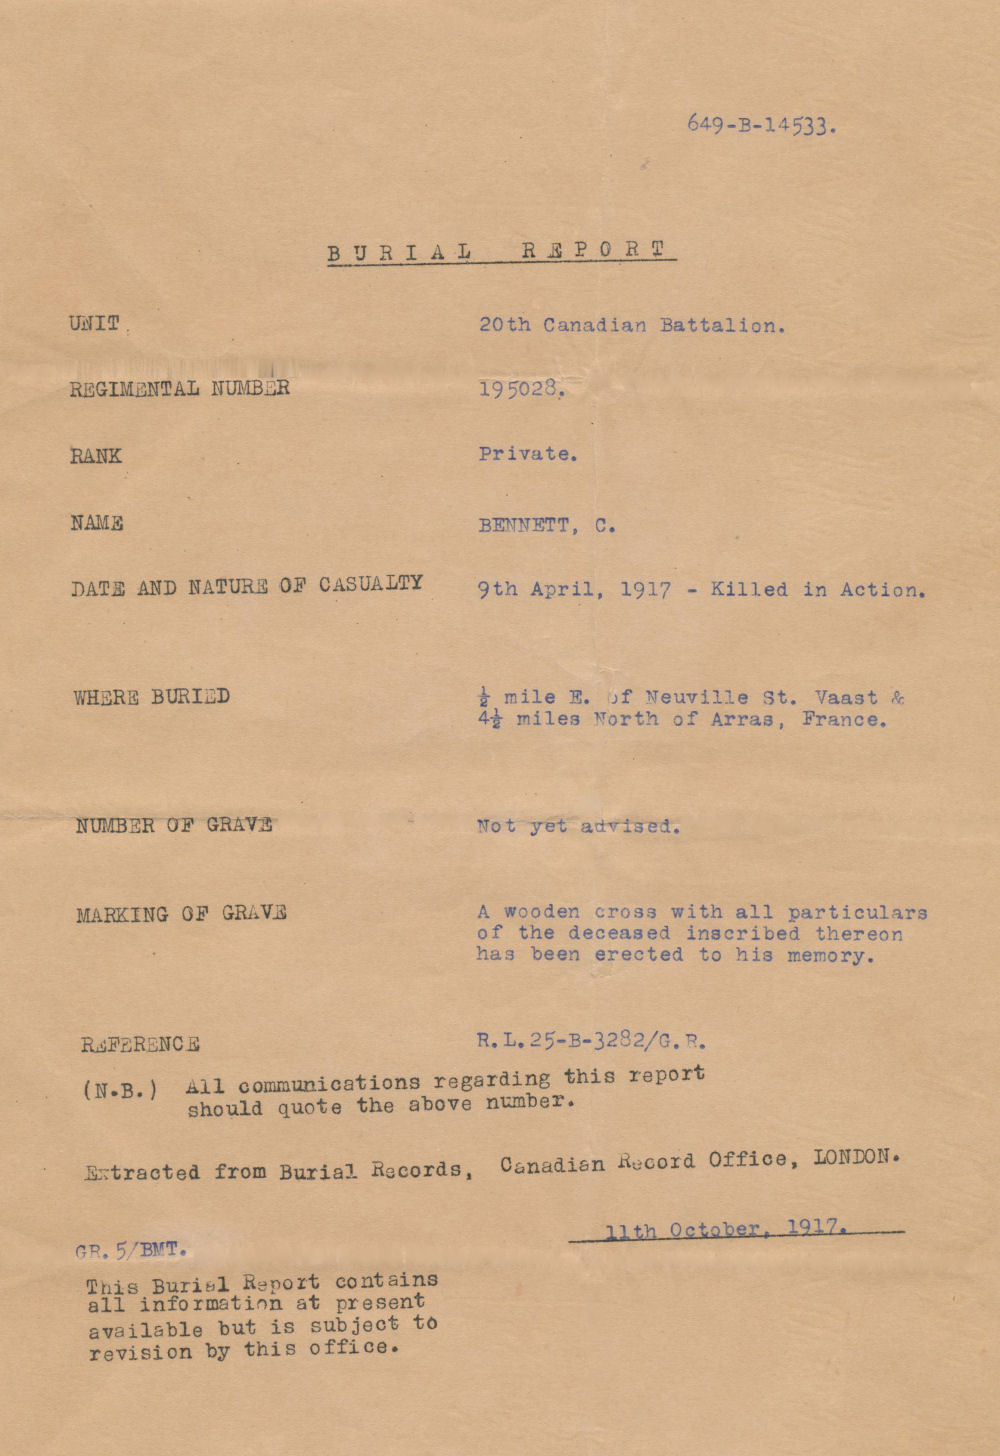 649-B-14533.
BURIAL REPORT
UNIT. 20th Canadian Battalion.
REGIMENTAL NUMBER 195028.
RANK Private.
NAME BENNETT, C.
DATE AND NATURE OF CASUALTY 9th April, 1917 - Killed in Action.
WHERE BURIED ½ mile E. of Neuville St. Vaast &
4½ miles North of Arras, France.
NUMBER OF GRAVE Not yet advised.
MARKING OF GRAVE A wooden cross with all particulars
of the deceased inscribed thereon
has been erected to his memory.
REFERENCE R.L.25-B-3282/G.R.
(N.B.) All communications regarding this report
should quote the above number.
Extracted from Burial Records, Canadian Record Office, LONDON.
11th October, 1917.
GR.5/BMT.
This Burial Report contains
all information at present
available but is subject to
revision by this office.